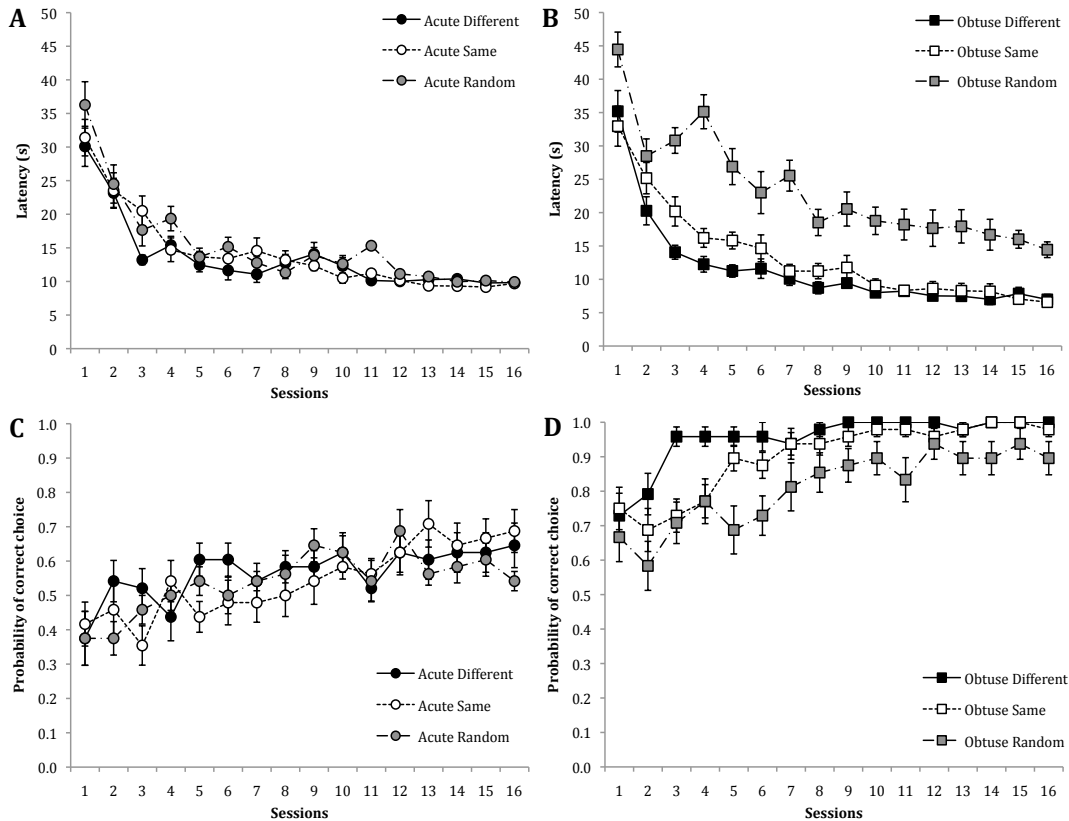 A
Latency (s)
50
45
40
35
30
25
20
15
10
5
0
1 2 3 4 5 6 7 8 9 10 11 12 13 14 15 16
Sessions
Acute Different
Acute Same
Acute Random
B
Latency (s)
50
45
40
35
30
25
20
15
10
5
0
1 2 3 4 5 6 7 8 9 10 11 12 13 14 15 16
Sessions
Obtuse Different
Obtuse Same
Obtuse Random
C
Probability of correct choice
1.0
0.9
0.8
0.7
0.6
0.5
0.4
0.3
0.2
0.1
0.0
1 2 3 4 5 6 7 8 9 10 11 12 13 14 15 16
Sessions
Acute Different
Acute Same
Acute Random
D
Probability of correct choice
1.0
0.9
0.8
0.7
0.6
0.5
0.4
0.3
0.2
0.1
0.0
1 2 3 4 5 6 7 8 9 10 11 12 13 14 15 16
Sessions
Obtuse Different
Obtuse Same
Obtuse Random